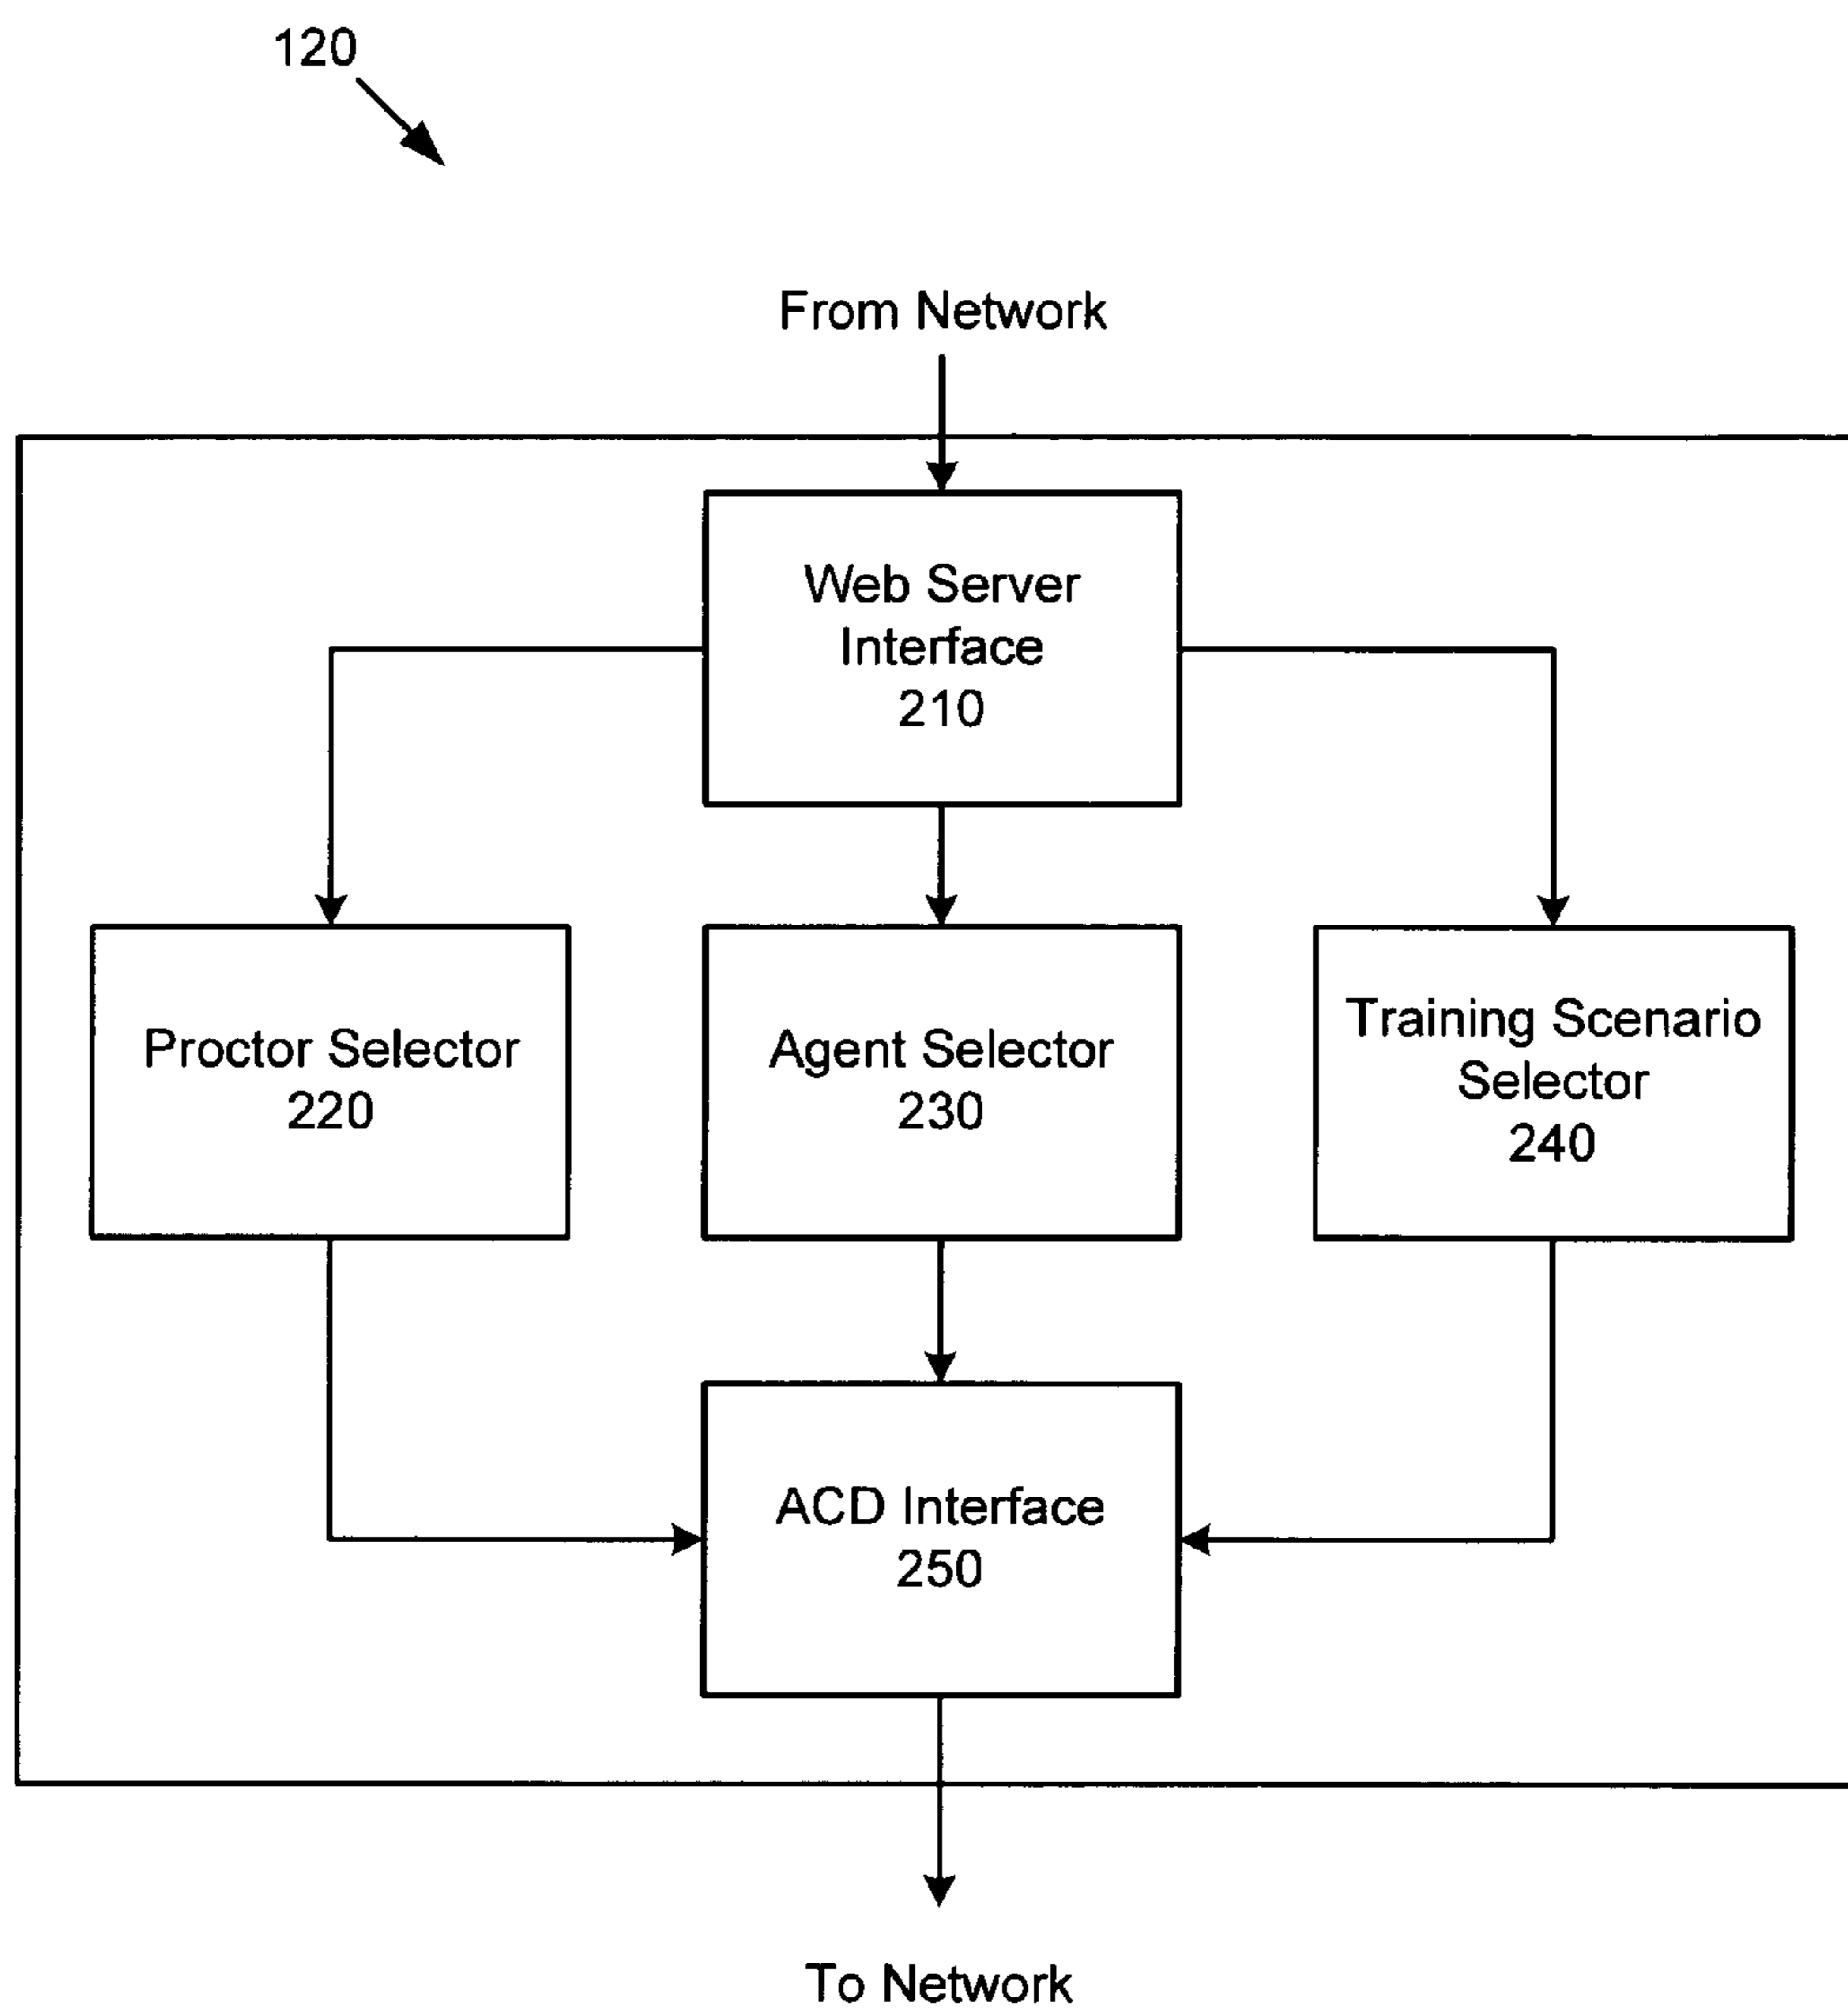 120
From Network
Web Server
Interface
210
Proctor Selector
220
Agent Selector
230
Training Scenario
Selector
240
ACD Interface
250
To Network